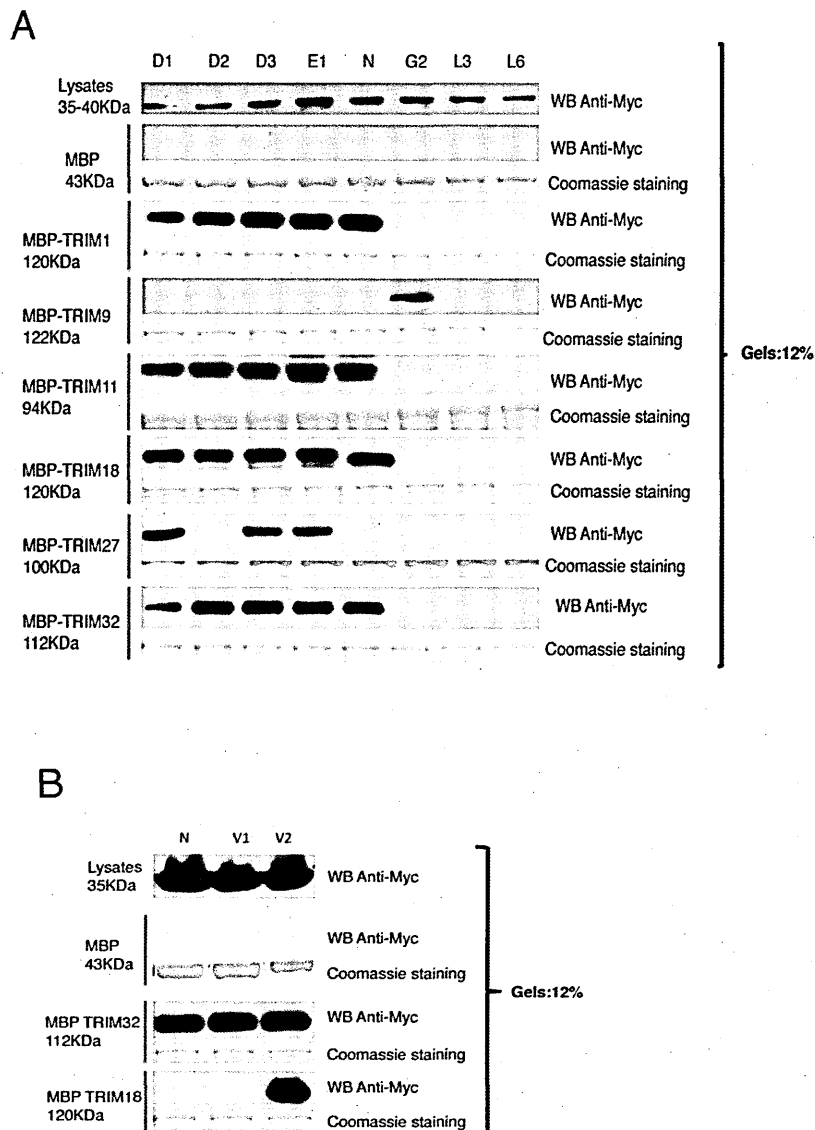 A
D1 D2 D3 E1 N G2 L3 L6
Lysates
35-40KDa
WB Anti-Myc
MBP
43KDa
WB Anti-Myc
Coomassie staining
MBP-TRIM1
120KDa
WB Anti-Myc
Coomassie staining
MBP-TRIM9
122KDa
WB Anti-Myc
Coomassie staining
MBP-TRIM11
94KDa
WB Anti-Myc
Coomassie staining
MBP-TRIM18
120KDa
WB Anti-Myc
Coomassie staining
MBP-TRIM27
100KDa
WB Anti-Myc
Coomassie staining
MBP-TRIM32
112KDa
WB Anti-Myc
Coomassie staining
Gels:12%
B
N V1 V2
Lysates
35KDa
WB Anti-Myc
MBP
43KDa
WB Anti-Myc
Coomassie staining
MBP TRIM32
112KDa
WB Anti-Myc
Coomassie staining
MBP TRIM18
120KDa
WB Anti-Myc
Coomassie staining
Gels:12%